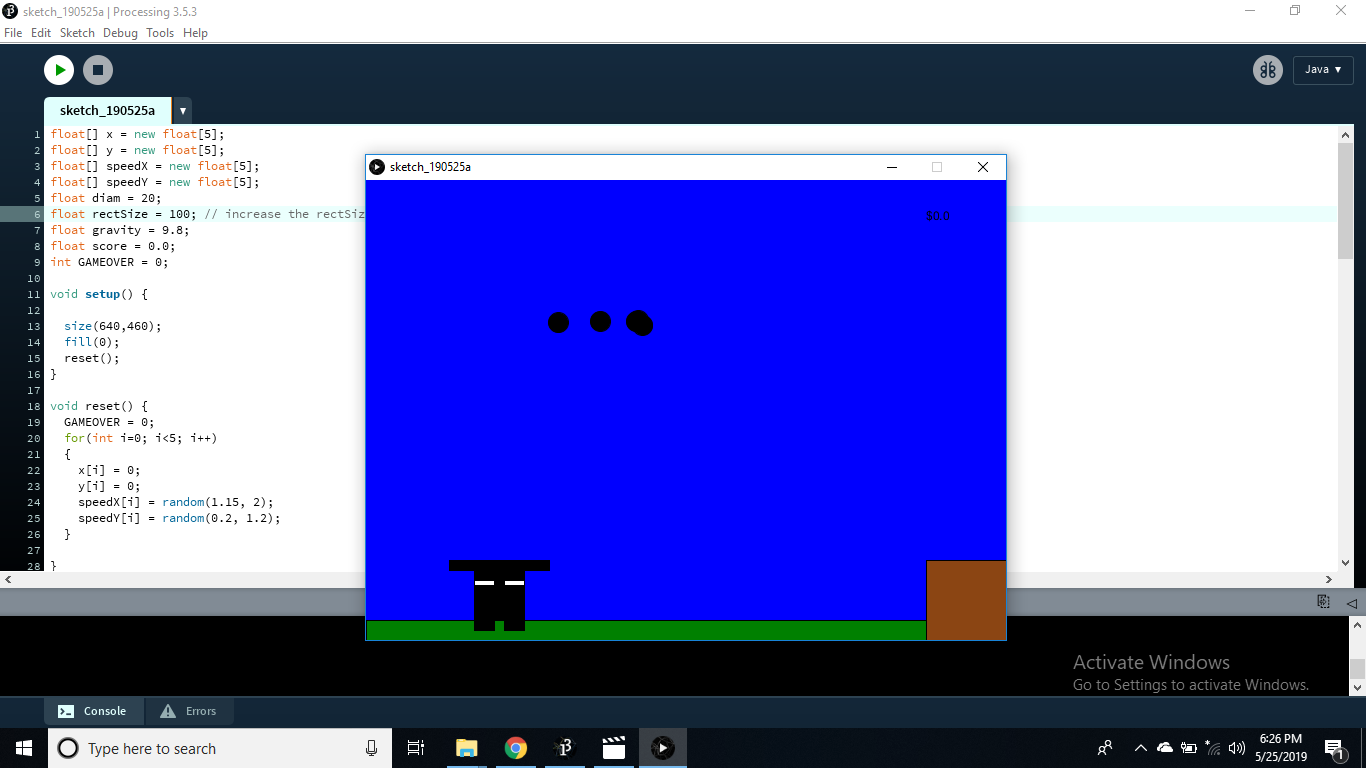 sketch_190525a | Processing 3.5.3
File Edit Sketch Debug Tools Help
Java ▾
sketch_190525a ▾
1 float[] x = new float[5];
2 float[] y = new float[5];
3 float[] speedX = new float[5];
4 float[] speedY = new float[5];
5 float diam = 20;
6 float rectSize = 100; // increase the rectSiz
7 float gravity = 9.8;
8 float score = 0.0;
9 int GAMEOVER = 0;
10
11 void setup() {
12
13 size(640,460);
14 fill(0);
15 reset();
16 }
17
18 void reset() {
19 GAMEOVER = 0;
20 for(int i=0; i<5; i++)
21 {
22 x[i] = 0;
23 y[i] = 0;
24 speedX[i] = random(1.15, 2);
25 speedY[i] = random(0.2, 1.2);
26 }
27
28 }
sketch_190525a
30.0
Activate Windows
Go to Settings to activate Windows.
Console Errors
Type here to search
6:26 PM
5/25/2019
1